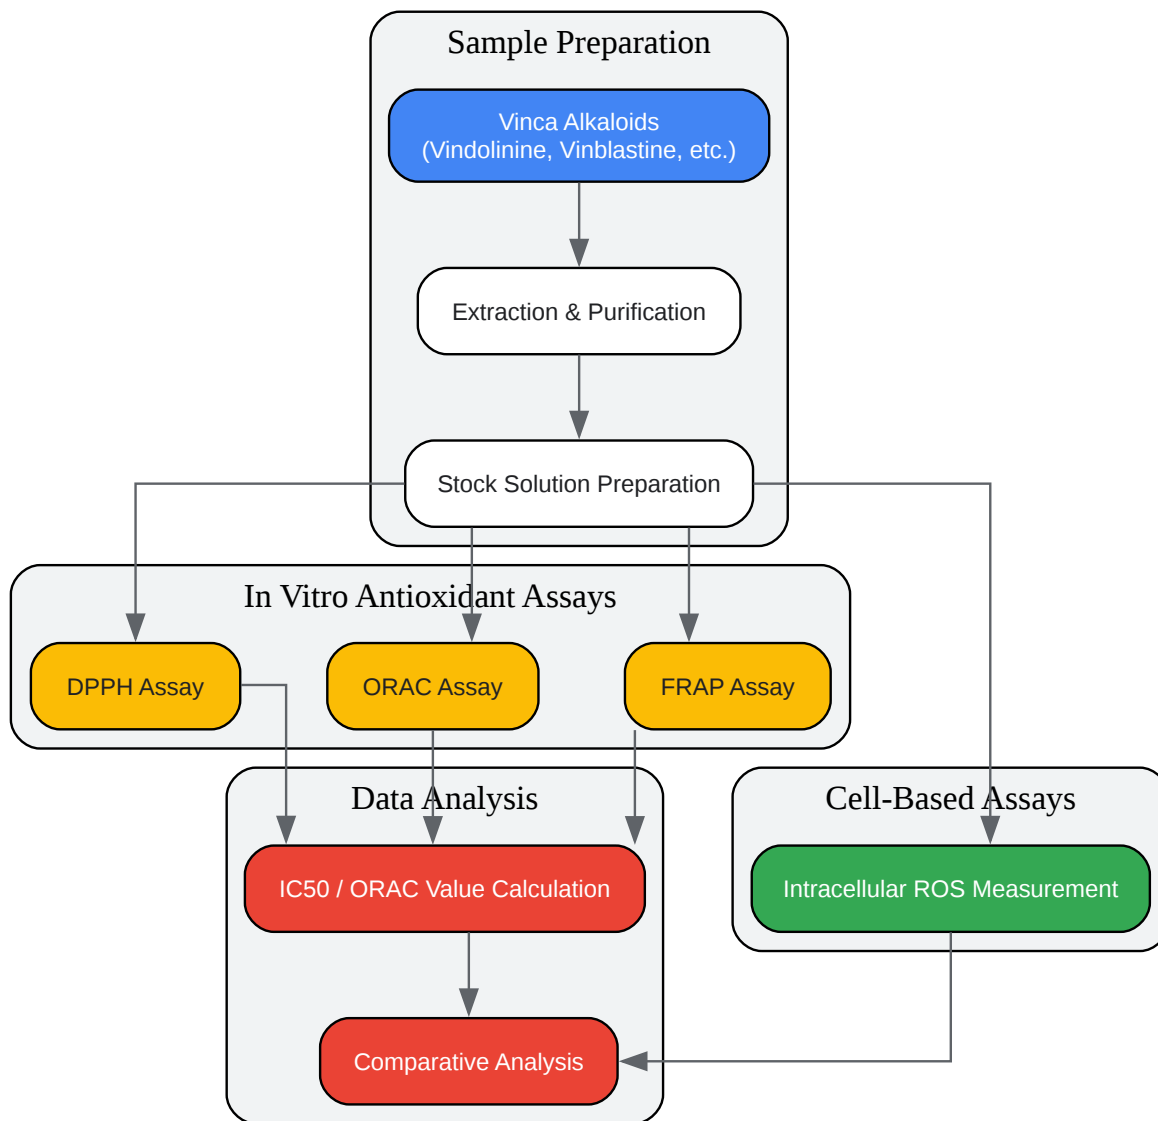 Sample Preparation
Vinca Alkaloids
(Vindolinine, Vinblastine, etc.)
Extraction & Purification
Stock Solution Preparation
In Vitro Antioxidant Assays
DPPH Assay
ORAC Assay
FRAP Assay
Data Analysis
Cell-Based Assays
IC50 / ORAC Value Calculation
Intracellular ROS Measurement
Comparative Analysis